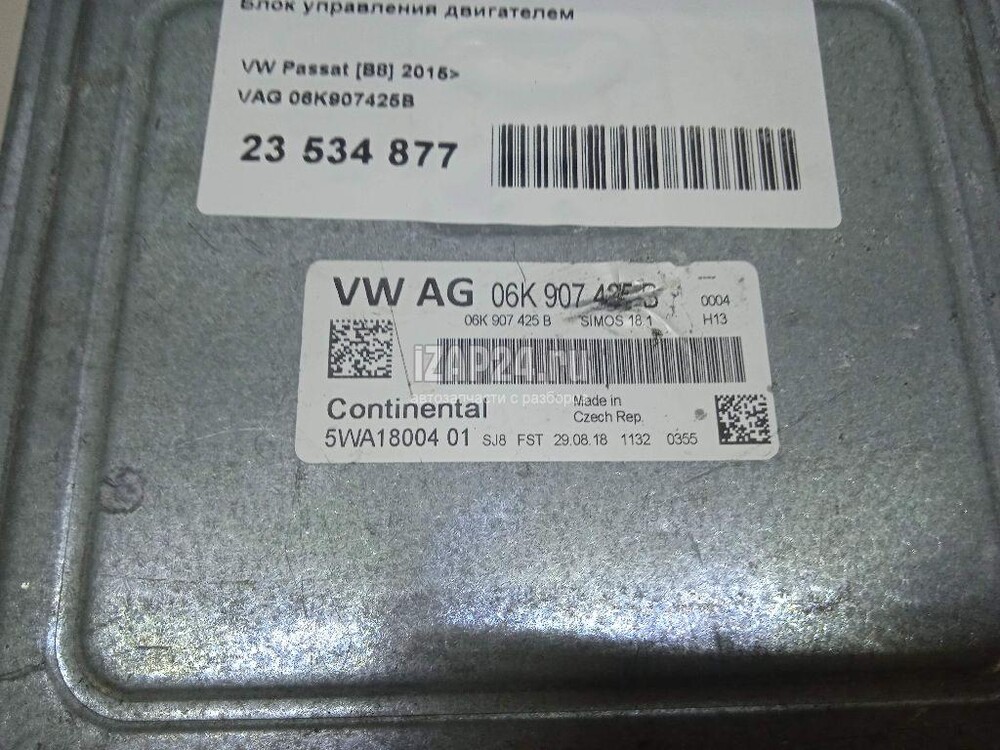 Блок управления двигателем
VW Passat [B8] 2015>
VAG 06K907425B
23 534 877
VW AG 06K 907 425 B 0004
06K 907 425 B SIMOS 18.1 H13
iZAP24.ru
автозапчасти с разборок
Continental Made in
Czech Rep.
5WA18004 01 SJ8 FST 29.08.18 1132 0355